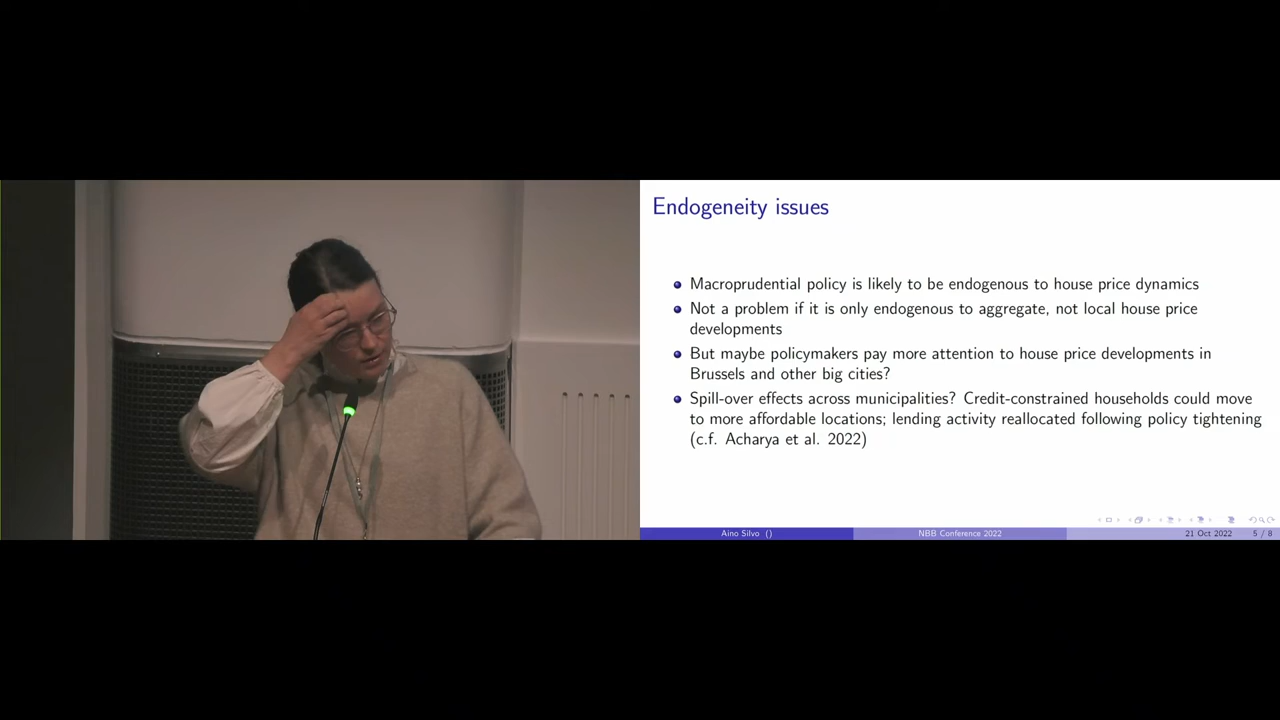 Endogeneity issues
Macroprudential policy is likely to be endogenous to house price dynamics
Not a problem if it is only endogenous to aggregate, not local house price
developments
But maybe policymakers pay more attention to house price developments in
Brussels and other big cities?
Spill-over effects across municipalities? Credit-constrained households could move
to more affordable locations; lending activity reallocated following policy tightening
(c.f. Acharya et al. 2022)
Aino Silvo () NBB Conference 2022 21 Oct 2022 5 / 8